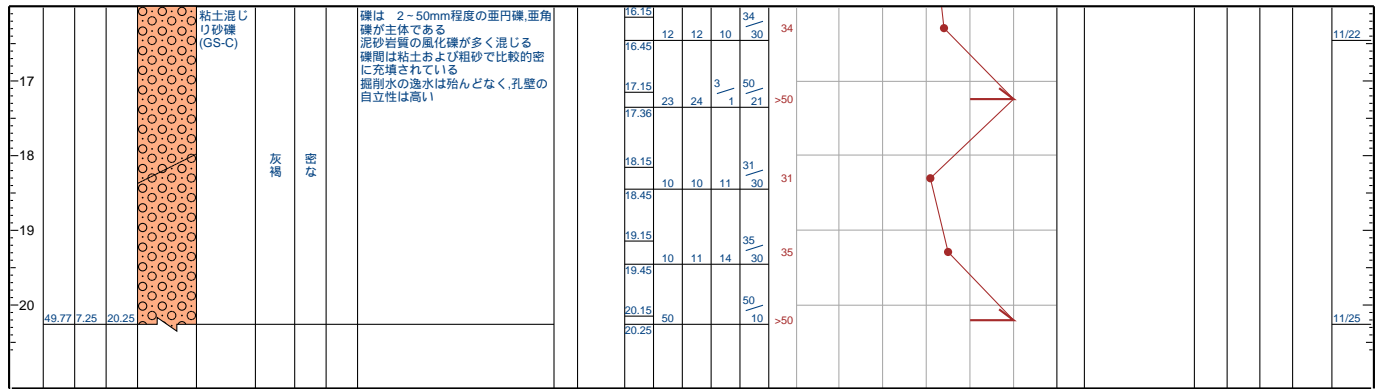 粘土混じ
り砂礫
(GS-C)
礫は 2~50mm程度の亜円礫,亜角
礫が主体である
泥砂岩質の風化礫が多く混じる
礫間は粘土および粗砂で比較的密
に充填されている
掘削水の逸水は殆んどなく,孔壁の
自立性は高い
灰褐
密な
16.15
12 12 10 34/30
34
11/22
16.45
17
17.15
23 24 3/1 50/21
>50
17.36
18
18.15
10 10 11 31/30
31
18.45
19
19.15
10 11 14 35/30
35
19.45
20
20.15
50 50/10
>50
49.77 7.25 20.25
20.25
11/25